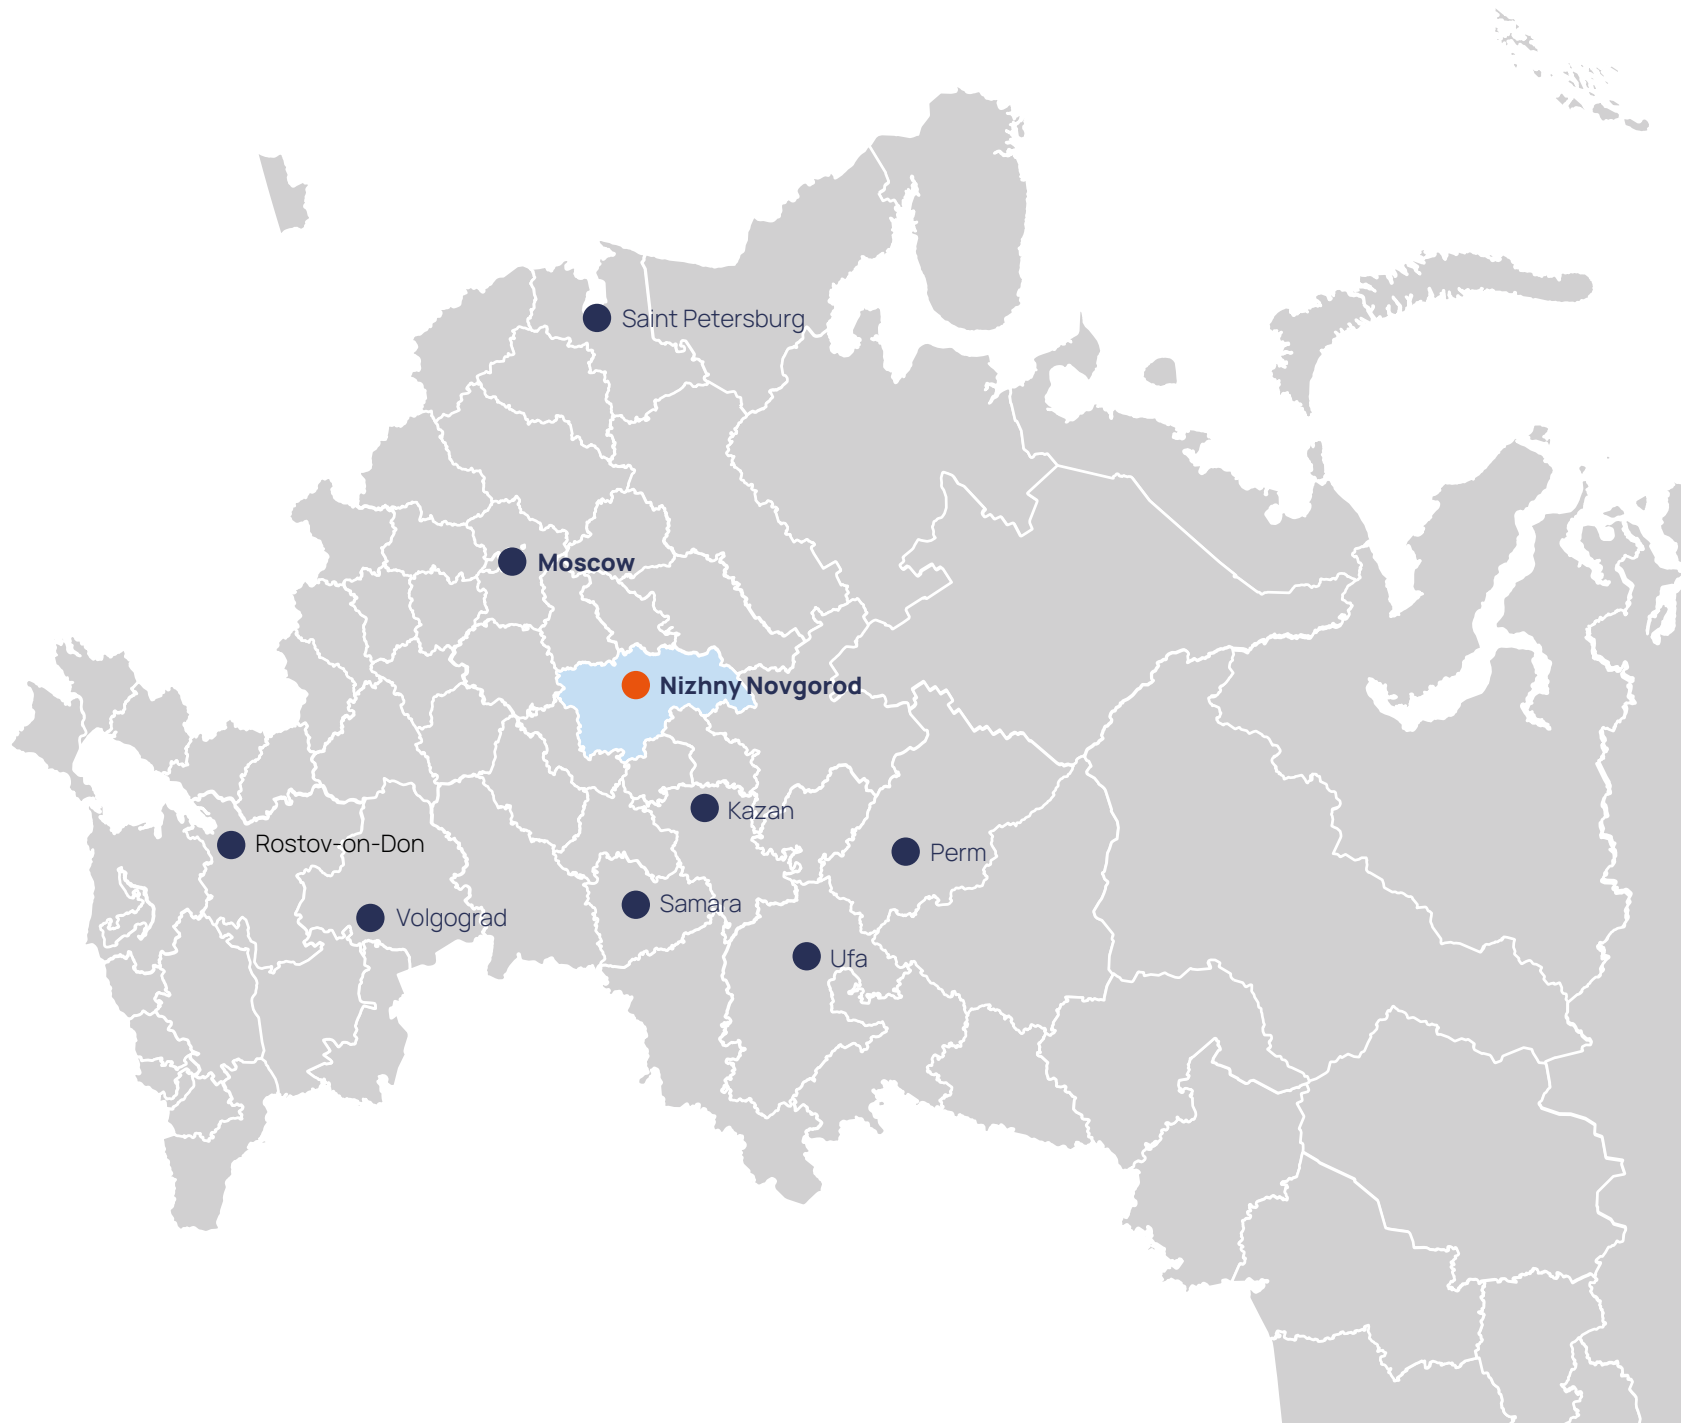 Saint Petersburg
Moscow
Nizhny Novgorod
Kazan
Rostov-on-Don
Perm
Samara
Volgograd
Ufa